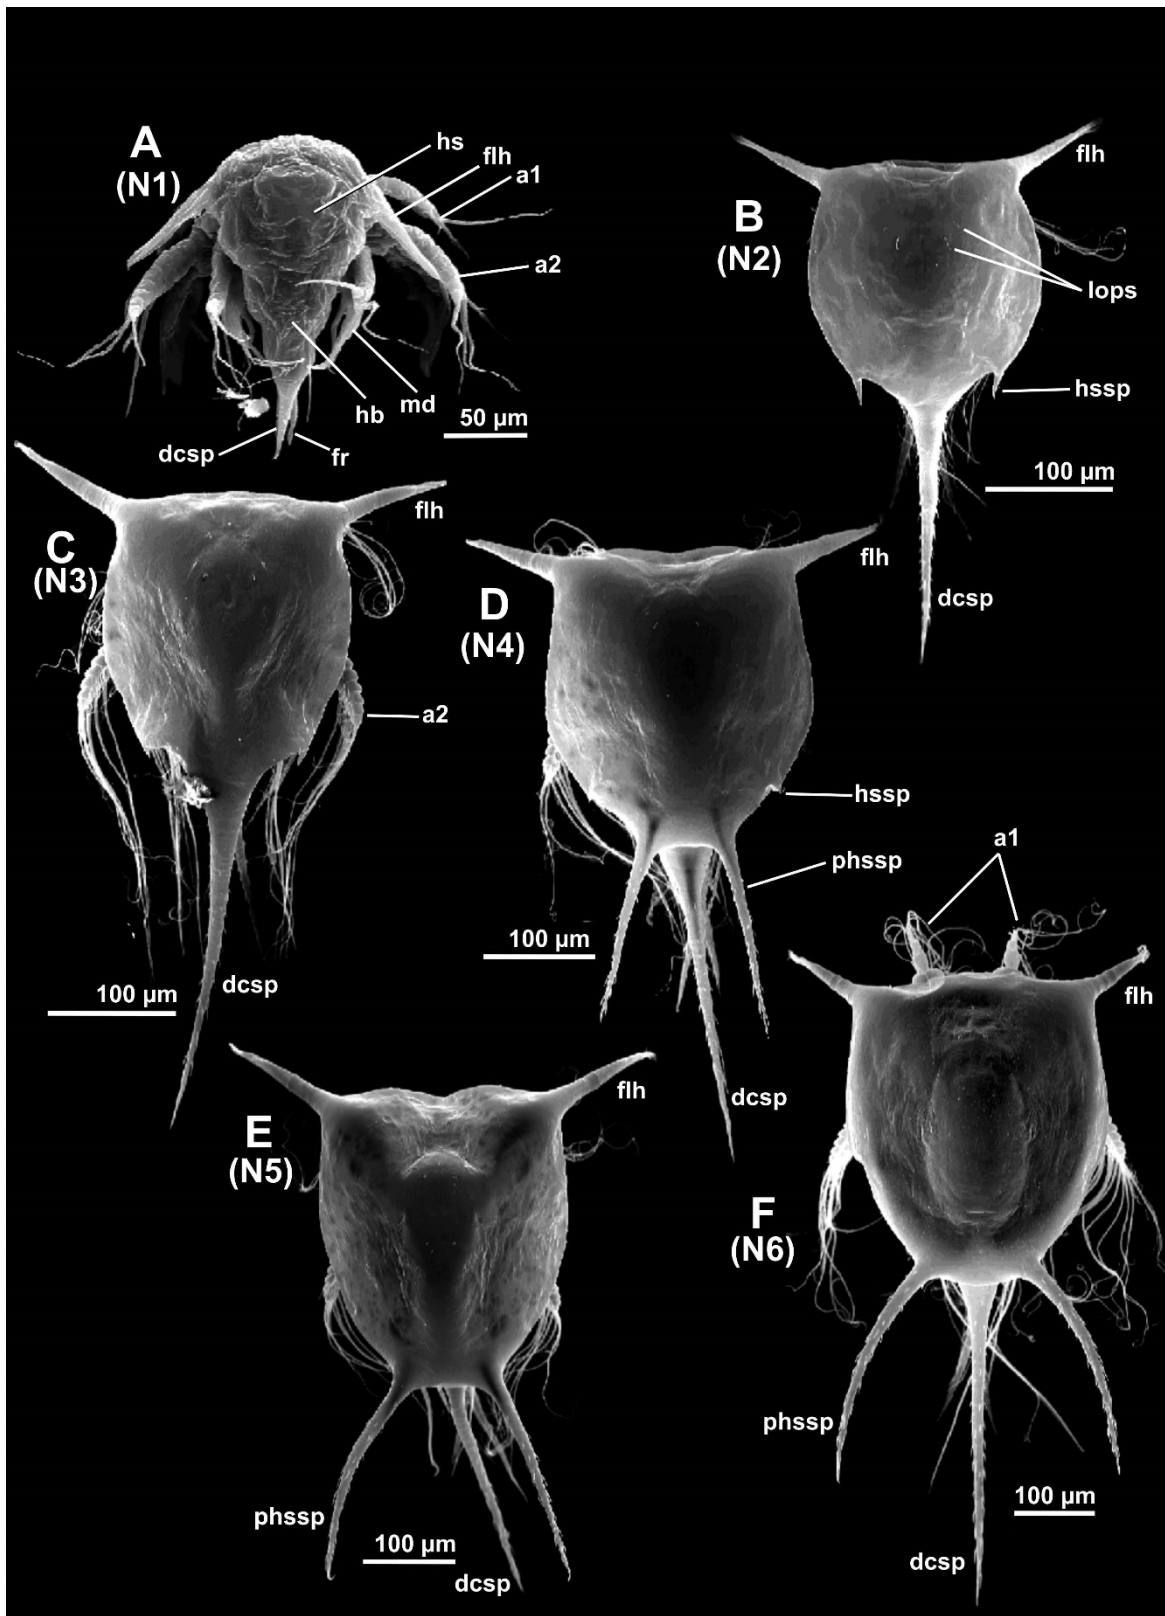 A
(N1)
hs
flh
a1
a2
md
hb
fr
dcsp
50 µm
B
(N2)
flh
lops
hssp
100 µm
dcsp
C
(N3)
flh
a2
100 µm
dcsp
D
(N4)
flh
hssp
phssp
100 µm
dcsp
E
(N5)
flh
phssp
100 µm
dcsp
F
(N6)
a1
flh
phssp
100 µm
dcsp